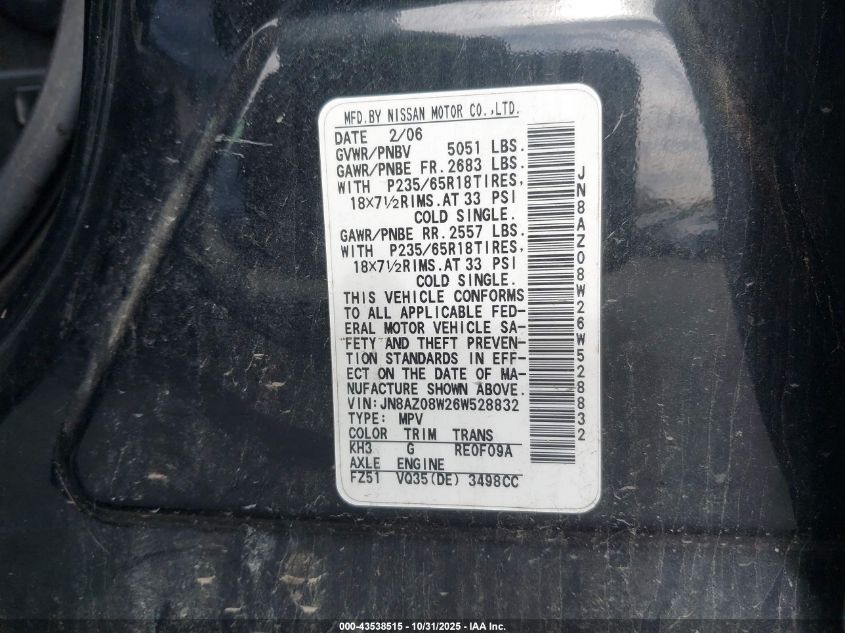 MFD.BY NISSAN MOTOR CO.,LTD.
DATE 2/06
GVWR/PNBV 5051 LBS.
GAWR/PNBE FR.2683 LBS.
WITH P235/65R18TIRES,
18X7½RIMS.AT 33 PSI
COLD SINGLE.
GAWR/PNBE RR.2557 LBS.
WITH P235/65R18TIRES,
18X7½RIMS.AT 33 PSI
COLD SINGLE.
THIS VEHICLE CONFORMS
TO ALL APPLICABLE FED-
ERAL MOTOR VEHICLE SA-
FETY AND THEFT PREVEN-
TION STANDARDS IN EFF-
ECT ON THE DATE OF MA-
NUFACTURE SHOWN ABOVE.
VIN:JN8AZ08W26W528832
TYPE: MPV
COLOR TRIM TRANS
KH3 G RE0F09A
AXLE ENGINE
FZ51 VQ35(DE) 3498CC
JN8AZ08W26W528832
000-43538515 - 10/31/2025 - IAA Inc.